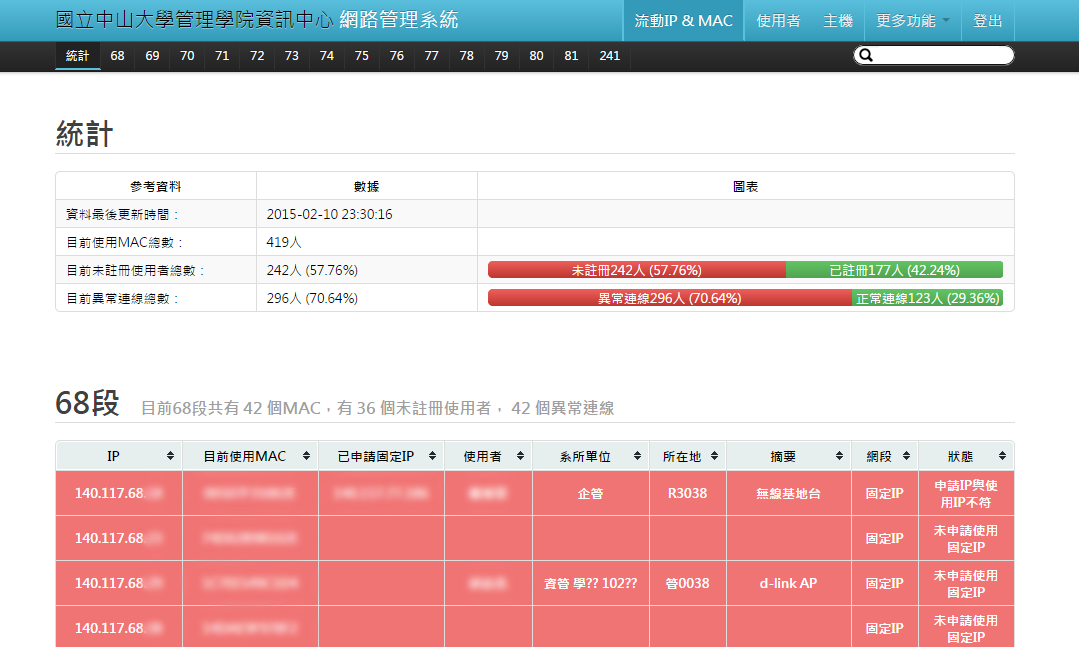 國立中山大學管理學院資訊中心 網路管理系統 流動IP & MAC 使用者 主機 更多功能 登出
統計 68 69 70 71 72 73 74 75 76 77 78 79 80 81 241
統計
參考資料 數據 圖表
資料最後更新時間： 2015-02-10 23:30:16
目前使用MAC總數： 419人
目前未註冊使用者總數： 242人 (57.76%) 未註冊242人 (57.76%) 已註冊177人 (42.24%)
目前異常連線總數： 296人 (70.64%) 異常連線296人 (70.64%) 正常連線123人 (29.36%)
68段 目前68段共有 42 個MAC，有 36 個未註冊使用者， 42 個異常連線
IP 目前使用MAC 已申請固定IP 使用者 系所單位 所在地 摘要 網段 狀態
140.117.68. 企管 R3038 無線基地台 固定IP 申請IP與使
用IP不符
140.117.68. 固定IP 未申請使用
固定IP
140.117.68. 資管 學?? 102?? 管0038 d-link AP 固定IP 未申請使用
固定IP
140.117.68. 固定IP 未申請使用
固定IP